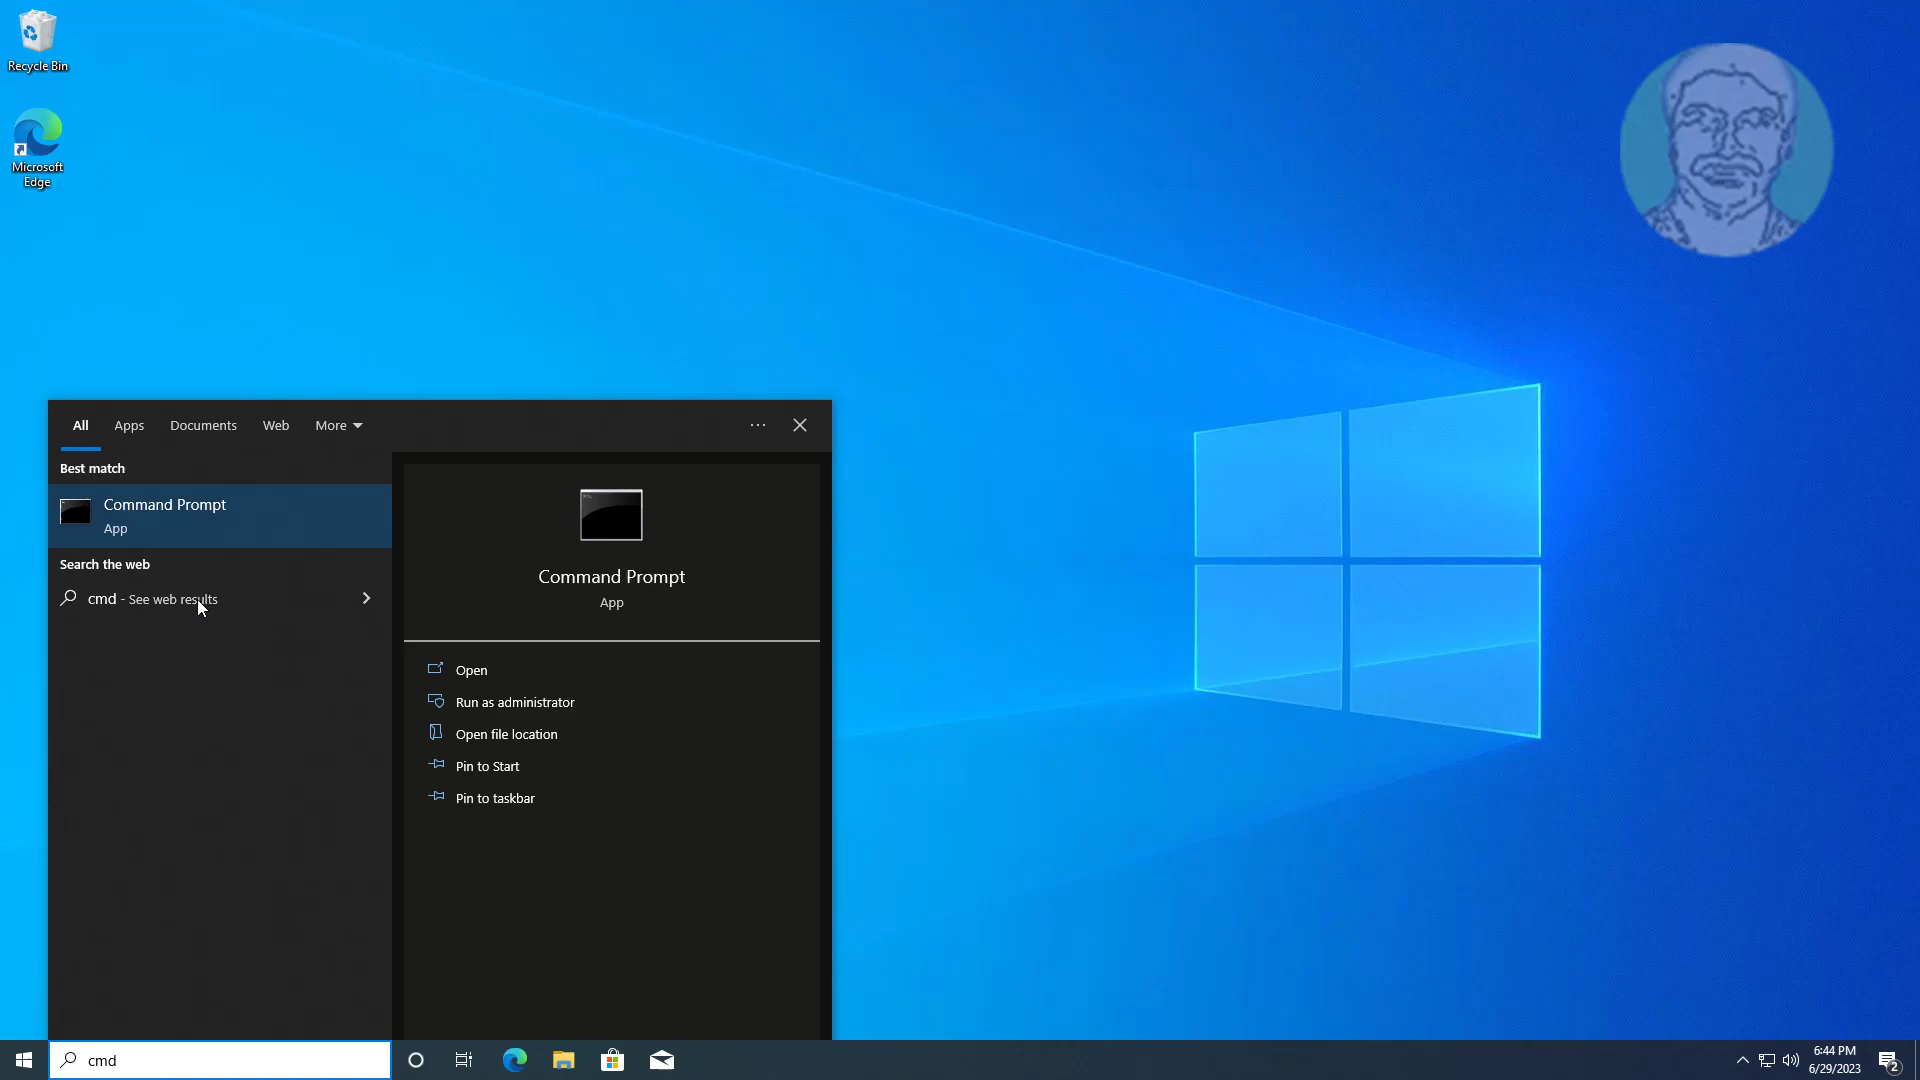 Recycle Bin
Microsoft
Edge
All
Apps
Documents
Web
More
Best match
Command Prompt
App
Search the web
cmd - See web results
Command Prompt
App
Open
Run as administrator
Open file location
Pin to Start
Pin to taskbar
cmd
6:44 PM
6/29/2023
2